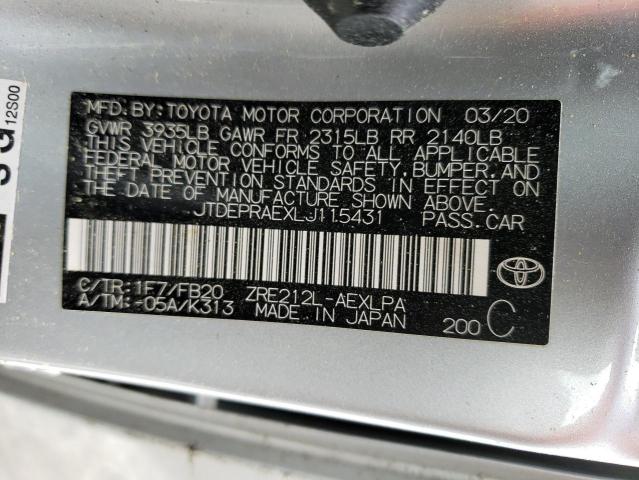 MFD.BY:TOYOTA MOTOR CORPORATION 03/20
GVWR 3935LB GAWR FR 2315LB RR 2140LB
THIS VEHICLE CONFORMS TO ALL APPLICABLE
FEDERAL MOTOR VEHICLE SAFETY,BUMPER,AND
THEFT PREVENTION STANDARDS IN EFFECT ON
THE DATE OF MANUFACTURE SHOWN ABOVE.
JTDEPRAEXLJ115431 PASS.CAR
C/TR:1F7/FB20 ZRE212L-AEXLPA
A/TM:-05A/K313 MADE IN JAPAN 200 C
12S00